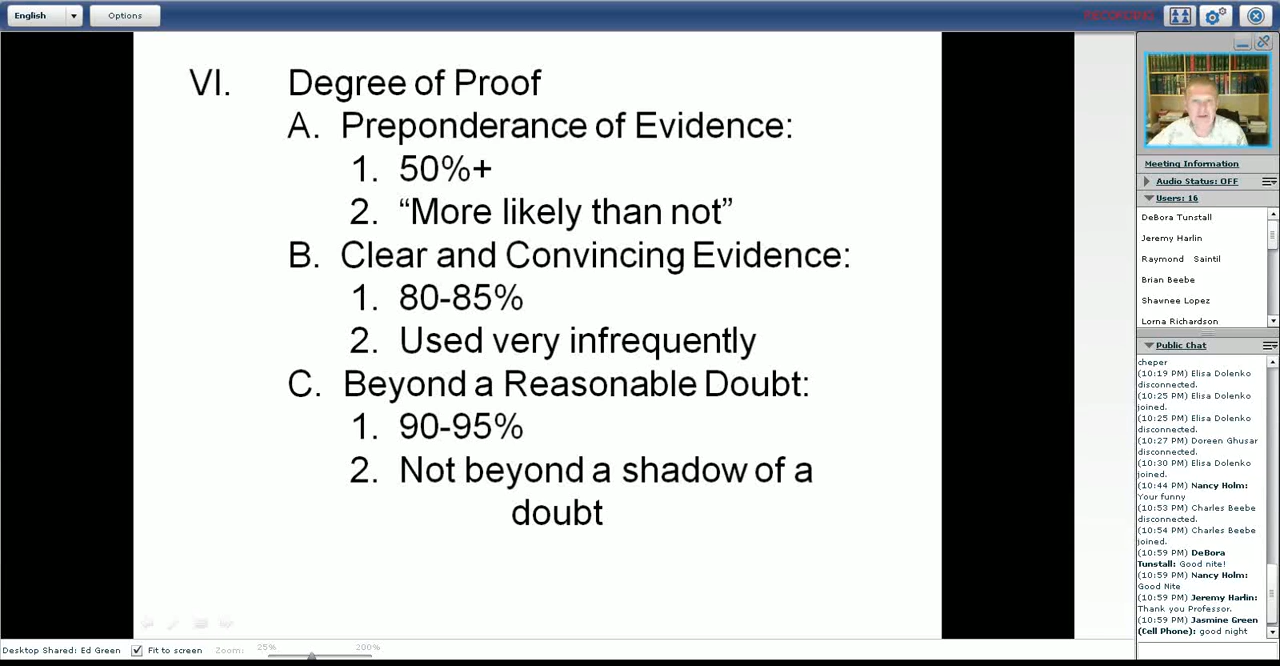 English
Options
RECORDING
VI. Degree of Proof
A. Preponderance of Evidence:
1. 50%+
2. “More likely than not”
B. Clear and Convincing Evidence:
1. 80-85%
2. Used very infrequently
C. Beyond a Reasonable Doubt:
1. 90-95%
2. Not beyond a shadow of a
doubt
Meeting Information
Audio Status: OFF
Users: 16
DeBora Tunstall
Jeremy Harlin
Raymond Saintil
Brian Beebe
Shavnee Lopez
Lorna Richardson
Public Chat
cheper
(10:19 PM) Elisa Dolenko
disconnected.
(10:25 PM) Elisa Dolenko
joined.
(10:25 PM) Elisa Dolenko
disconnected.
(10:27 PM) Doreen Ghusar
disconnected.
(10:30 PM) Elisa Dolenko
joined.
(10:44 PM) Nancy Holm:
Your funny
(10:53 PM) Charles Beebe
disconnected.
(10:54 PM) Charles Beebe
joined.
(10:59 PM) DeBora
Tunstall: Good nite!
(10:59 PM) Nancy Holm:
Good Nite
(10:59 PM) Jeremy Harlin:
Thank you Professor.
(10:59 PM) Jasmine Green
(Cell Phone): good night
Desktop Shared: Ed Green
Fit to screen
Zoom:
25%
200%